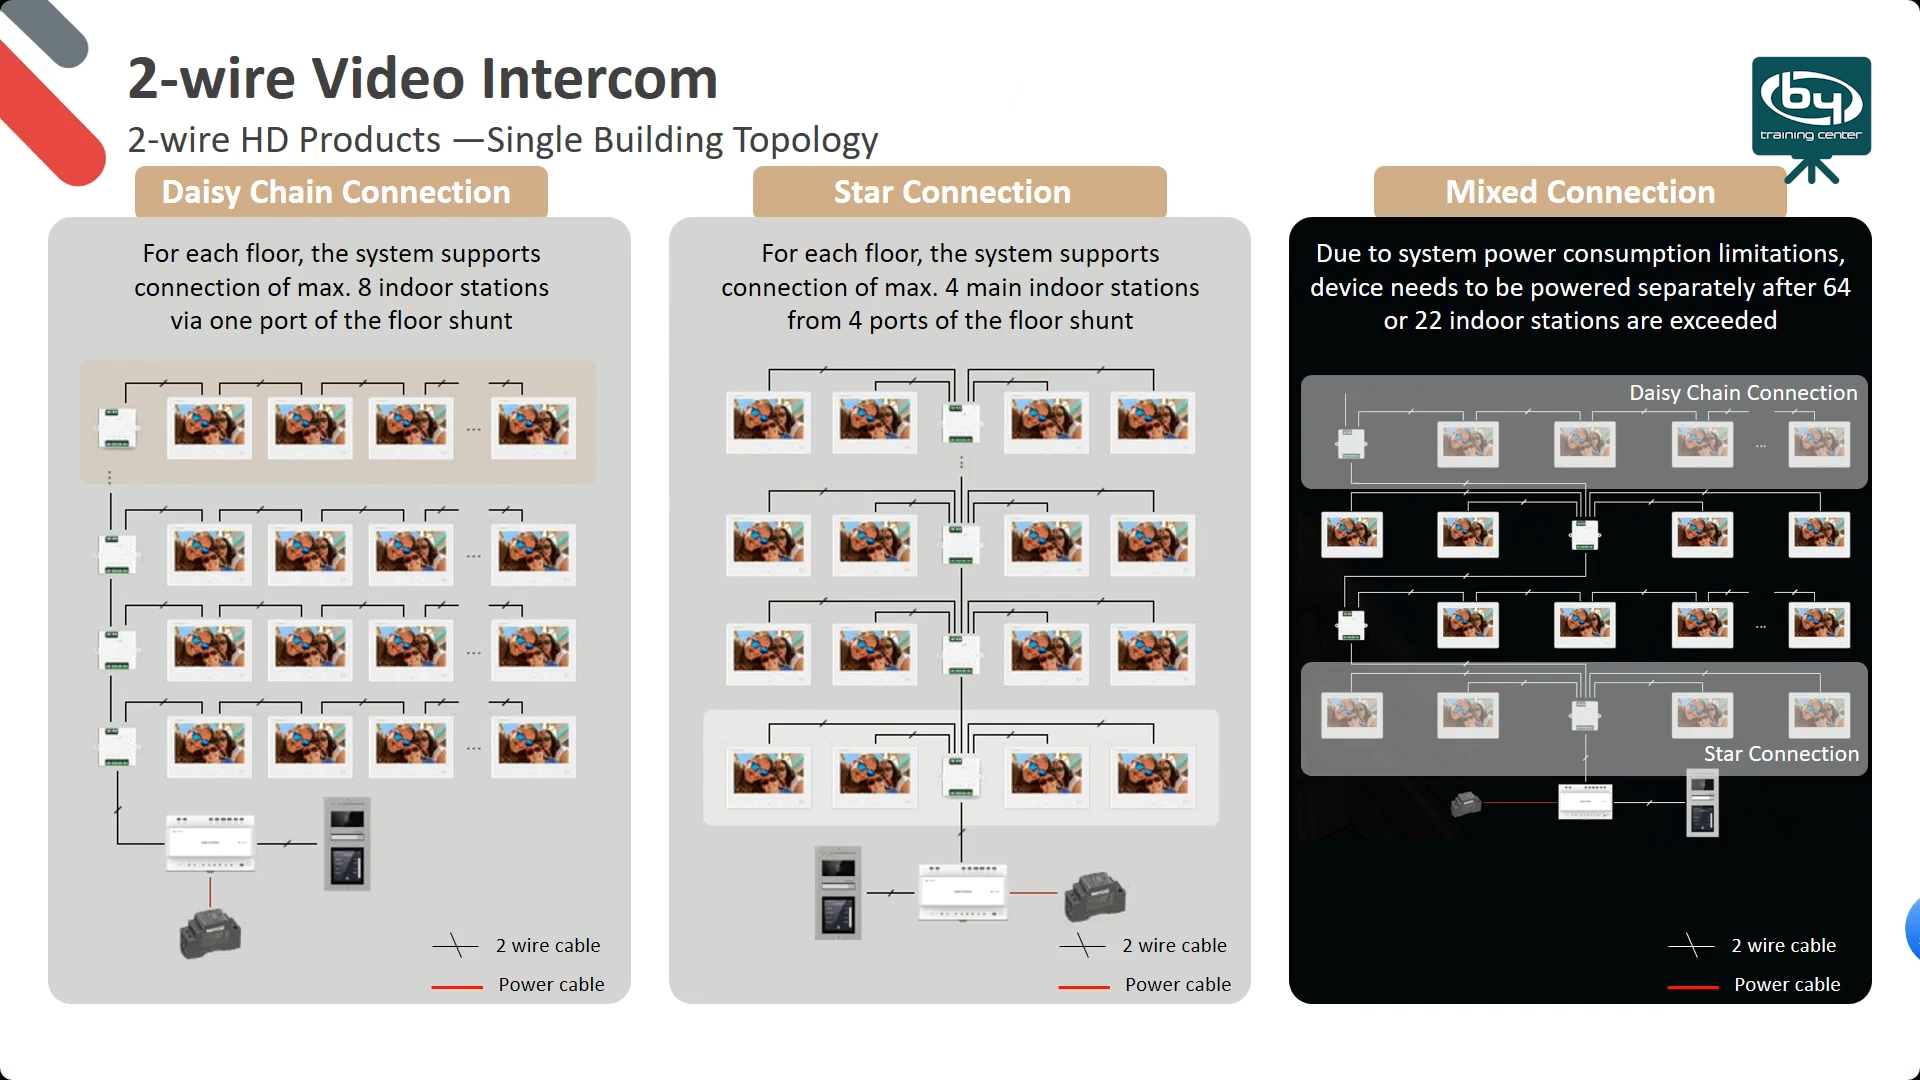 2-wire Video Intercom
2-wire HD Products —Single Building Topology
by
training center
Daisy Chain Connection
For each floor, the system supports
connection of max. 8 indoor stations
via one port of the floor shunt
...
...
...
...
2 wire cable
Power cable
Star Connection
For each floor, the system supports
connection of max. 4 main indoor stations
from 4 ports of the floor shunt
2 wire cable
Power cable
Mixed Connection
Due to system power consumption limitations,
device needs to be powered separately after 64
or 22 indoor stations are exceeded
Daisy Chain Connection
...
...
Star Connection
2 wire cable
Power cable